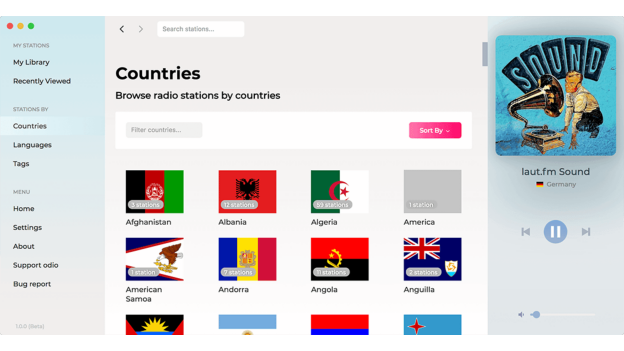 MY STATIONS
My Library
Recently Viewed
STATIONS BY
Countries
Languages
Tags
MENU
Home
Settings
About
Support odio
Bug report
1.0.0 (Beta)
Search stations...
Countries
Browse radio stations by countries
Filter countries...
Sort By
3 stations
Afghanistan
12 stations
Albania
Algeria
1 station
America
1 station
American
Samoa
7 stations
Andorra
11 stations
Angola
2 stations
Anguilla
SOUND
laut.fm Sound
Germany